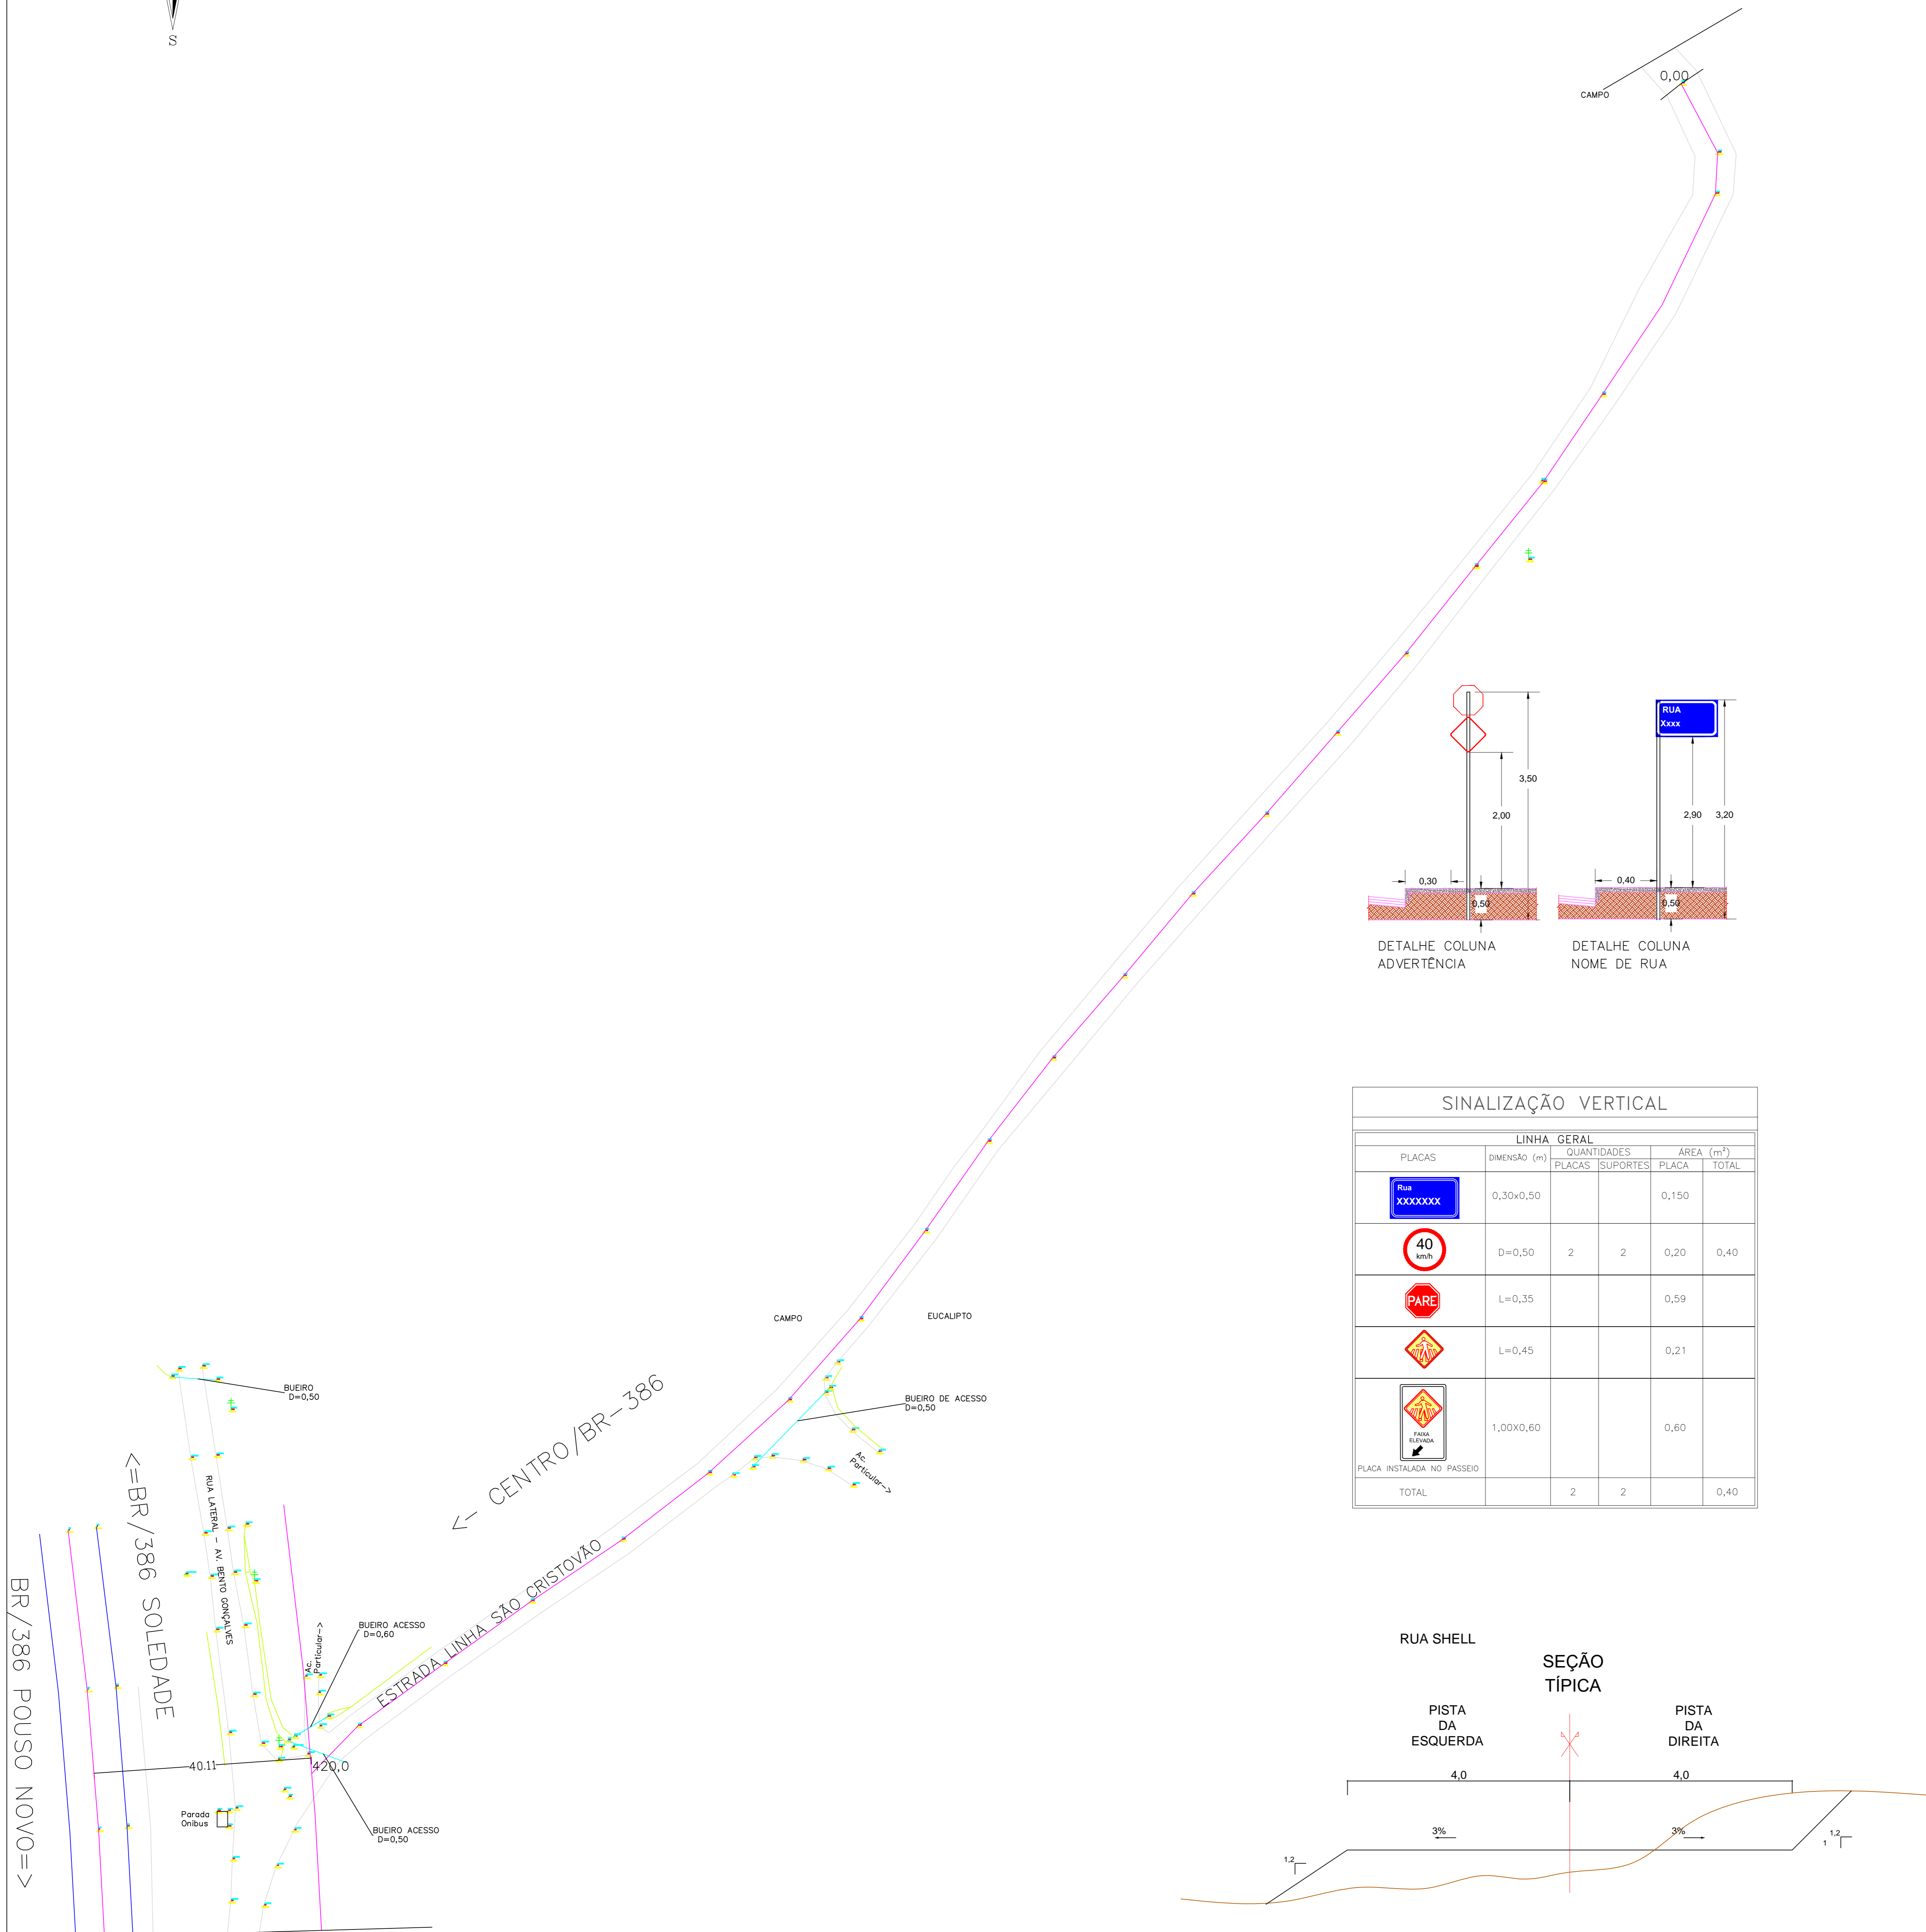 S
0,00
CAMPO
RUA
Xxxx
3,50
2,00
2,90
3,20
0,30
0,40
0,50
0,50
DETALHE COLUNA
ADVERTÊNCIA
DETALHE COLUNA
NOME DE RUA
SINALIZAÇÃO VERTICAL
LINHA GERAL
PLACAS
DIMENSÃO (m)
QUANTIDADES
ÁREA (m²)
PLACAS
SUPORTES
PLACA
TOTAL
Rua
XXXXXXX
0,30x0,50
0,150
40
km/h
D=0,50
2
2
0,20
0,40
PARE
L=0,35
0,59
L=0,45
0,21
FAIXA
ELEVADA
1,00X0,60
0,60
PLACA INSTALADA NO PASSEIO
TOTAL
2
2
0,40
CAMPO
EUCALIPTO
BUEIRO
D=0,50
BUEIRO DE ACESSO
D=0,50
Ac.
Particular->
<- CENTRO/BR-386
<=BR/386 SOLEDADE
RUA LATERAL - AV. BENTO GONÇALVES
BR/386 POUSO NOVO=>
ESTRADA LINHA SÃO CRISTOVÃO
Ac.
Particular->
BUEIRO ACESSO
D=0,60
40.11
420,0
Parada
Onibus
BUEIRO ACESSO
D=0,50
RUA SHELL
SEÇÃO
TÍPICA
PISTA
DA
ESQUERDA
PISTA
DA
DIREITA
4,0
4,0
3%
3%
1,2
1,2
1